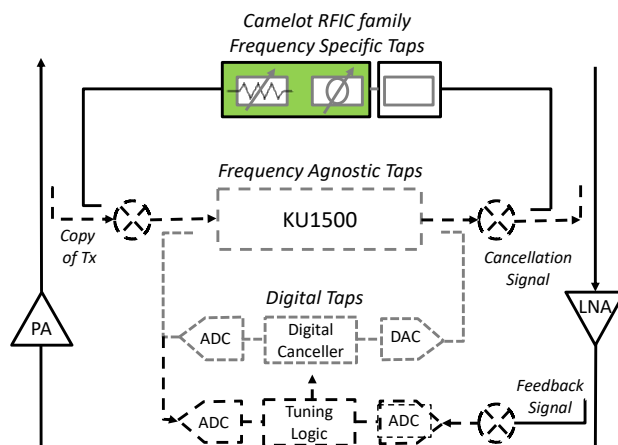 Camelot RFIC family
Frequency Specific Taps
Frequency Agnostic Taps
KU1500
Copy
of Tx
Cancellation
Signal
Digital Taps
PA
LNA
ADC
Digital
Canceller
DAC
Feedback
Signal
ADC
Tuning
Logic
ADC